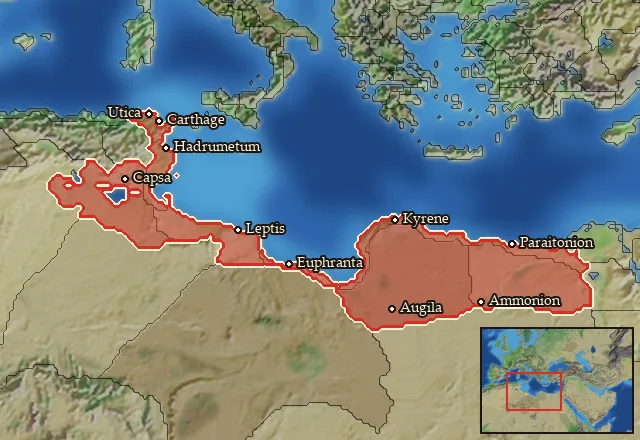 Utica
Carthage
Hadrumetum
Capsa
Leptis
Kyrene
Paraitonion
Euphranta
Augila
Ammonion